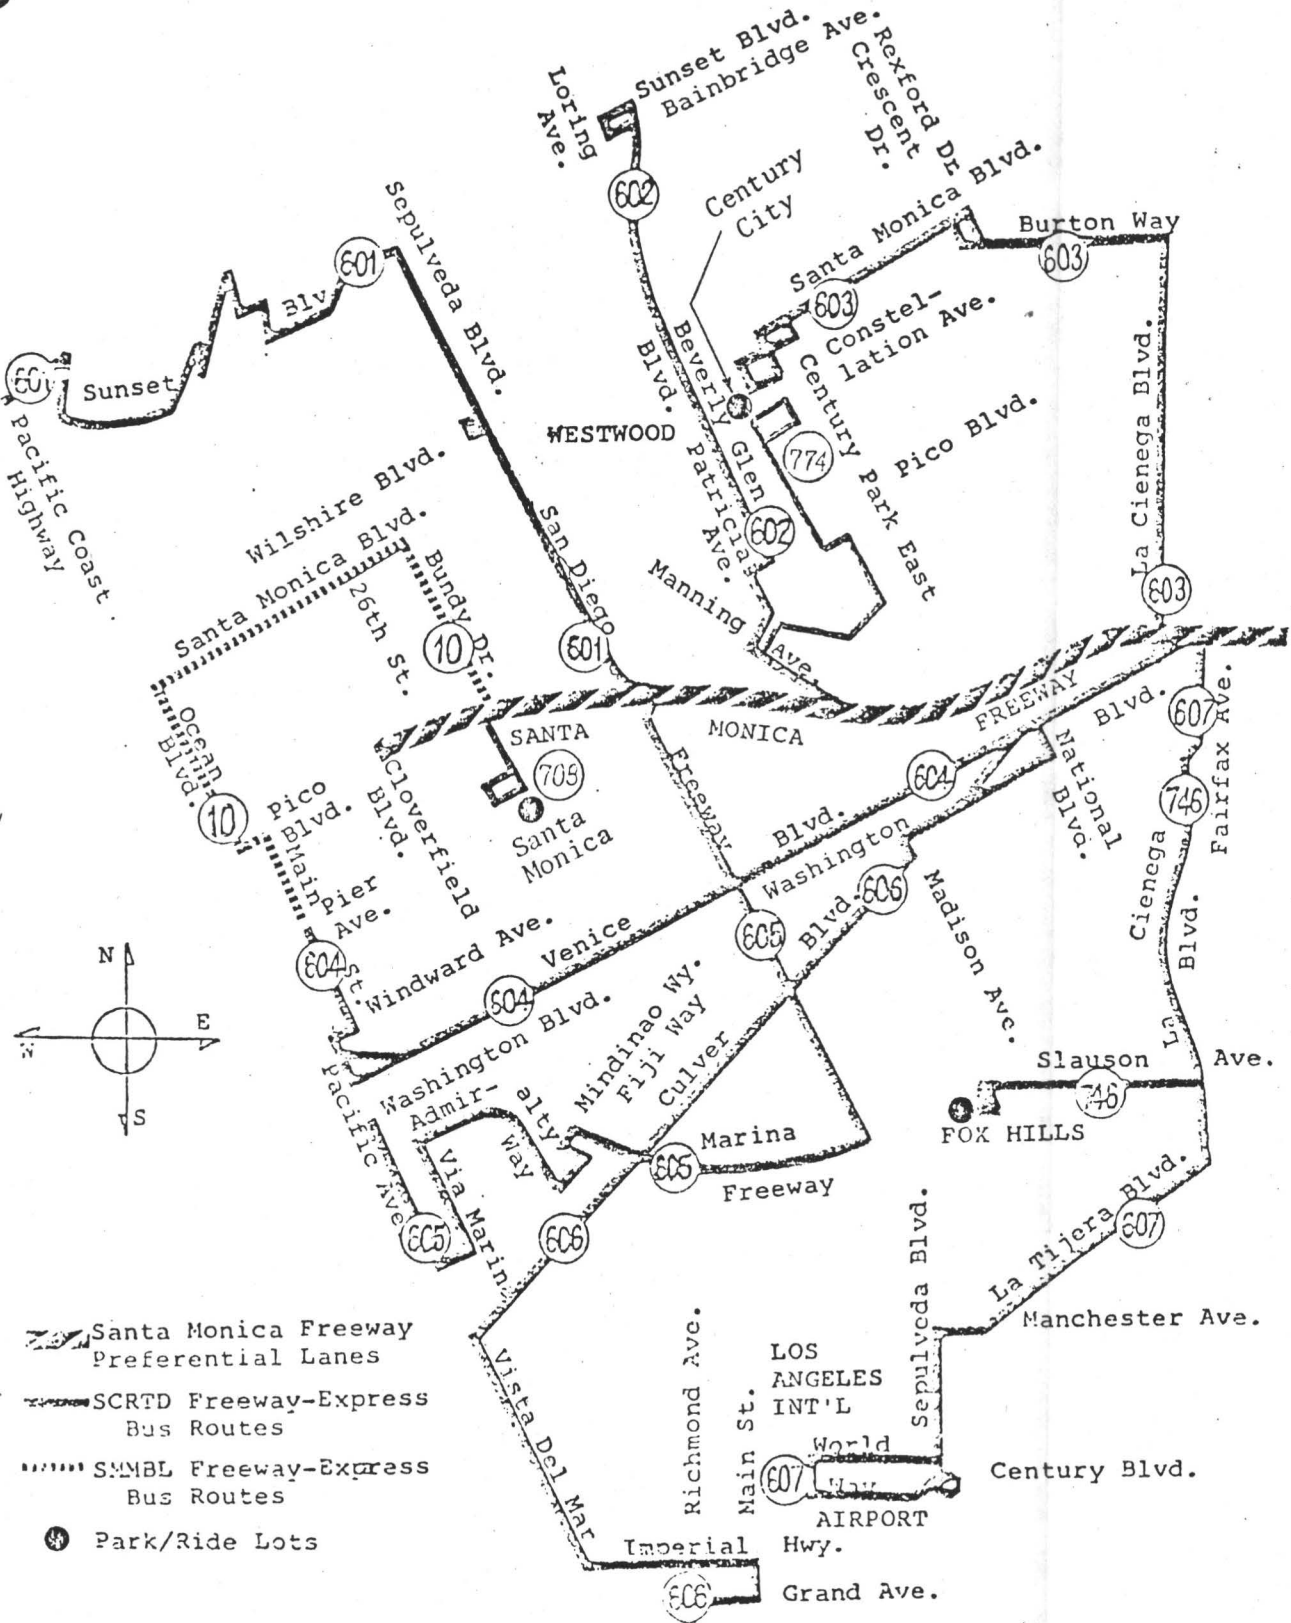 Sunset Blvd.
Bainbridge Ave.
Rexford Dr.
Crescent
Dr.
Loring
Ave.
602
Century
City
Santa Monica Blvd.
Burton Way
603
603
Constel-
lation Ave.
Sepulveda Blvd.
601
Blv
601
Sunset
Pacific Coast
Highway
Beverly Glen
Blvd.
WESTWOOD
Century Park East
774
Pico Blvd.
La Cienega Blvd.
Wilshire Blvd.
Santa Monica Blvd.
Patricia
Ave.
602
San Diego
Bundy Dr.
26th St.
10
601
Manning
Ave.
603
Ocean
Blvd.
SANTA
MONICA
FREEWAY
Blvd.
607
Fairfax Ave.
709
Santa
Monica
Cloverfield
Blvd.
Freeway
604
National
Blvd.
746
10
Pico
Blvd.
Main
Pier
Ave.
Blvd.
Washington
Cienega
606
Madison Ave.
604
St.
Windward Ave.
Venice
605
Blvd.
La
Blvd.
604
Washington Blvd.
Mindinao Wy.
Fiji Way
Culver
N
W
E
S
Pacific Ave
Admir-
alty
Way
Slauson Ave.
746
FOX HILLS
Marina
605
Freeway
Via Marin
605
606
La Tijera Blvd.
607
Sepulveda Blvd.
Manchester Ave.
Vista Del Mar
Richmond Ave.
Main St.
LOS
ANGELES
INT'L
World
607
Way
AIRPORT
Century Blvd.
Imperial Hwy.
606
Grand Ave.
Santa Monica Freeway
Preferential Lanes
SCRTD Freeway-Express
Bus Routes
SMMBL Freeway-Express
Bus Routes
Park/Ride Lots